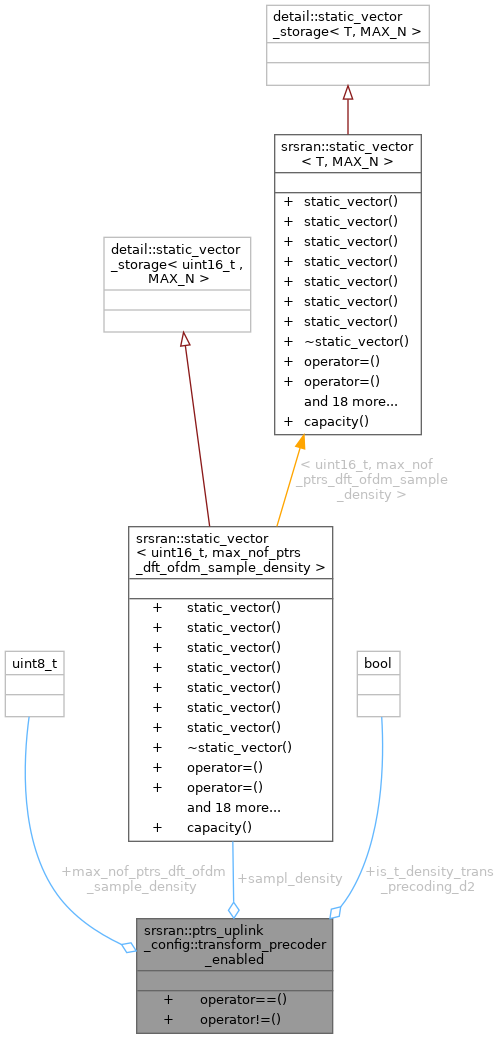 detail::static_vector
_storage< T, MAX_N >
srsran::static_vector
< T, MAX_N >
+ static_vector()
+ static_vector()
+ static_vector()
+ static_vector()
+ static_vector()
+ static_vector()
+ static_vector()
+ ~static_vector()
+ operator=()
+ operator=()
and 18 more...
+ capacity()
detail::static_vector
_storage< uint16_t ,
MAX_N >
< uint16_t, max_nof
_ptrs_dft_ofdm_sample
_density >
srsran::static_vector
< uint16_t, max_nof_ptrs
_dft_ofdm_sample_density >
+ static_vector()
+ static_vector()
+ static_vector()
+ static_vector()
+ static_vector()
+ static_vector()
+ static_vector()
+ ~static_vector()
+ operator=()
+ operator=()
and 18 more...
+ capacity()
uint8_t
bool
+max_nof_ptrs_dft_ofdm
_sample_density
+sampl_density
+is_t_density_trans
_precoding_d2
srsran::ptrs_uplink
_config::transform_precoder
_enabled
+ operator==()
+ operator!=()